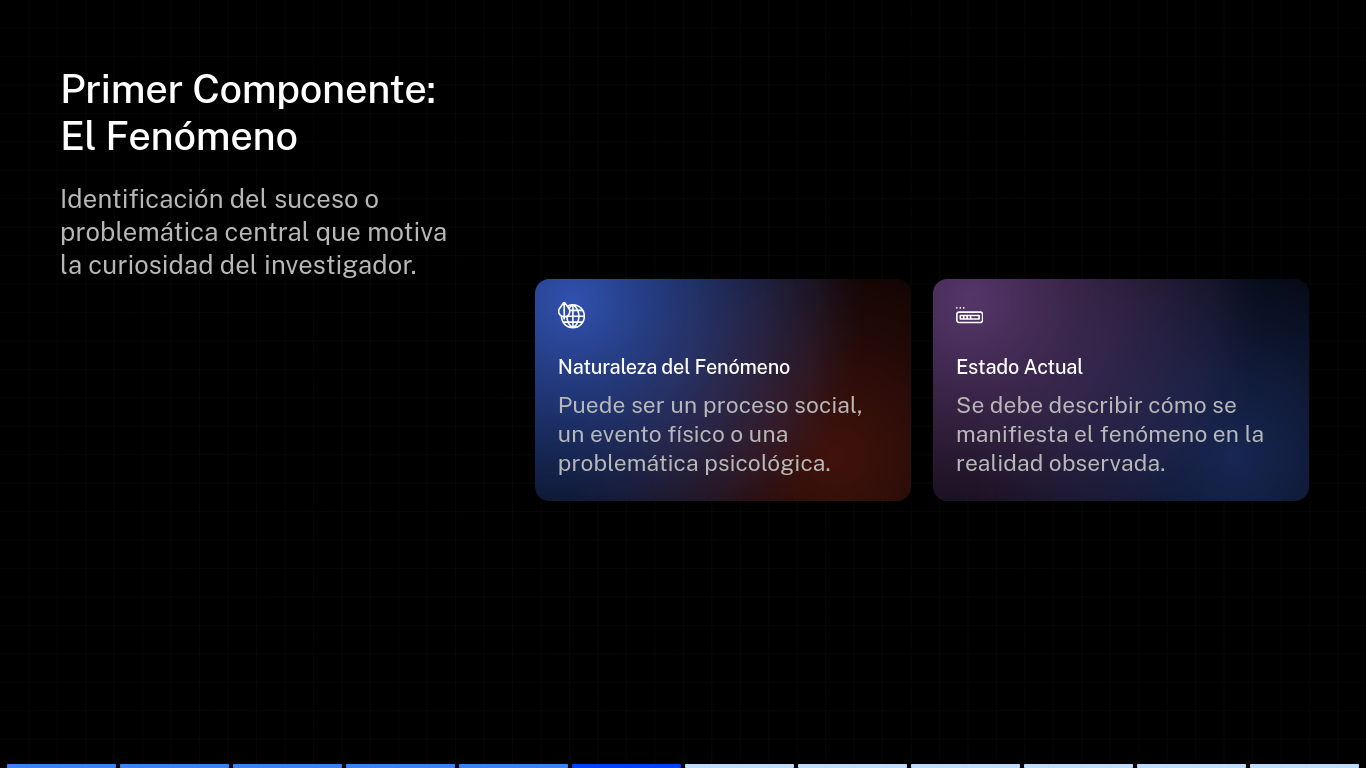 Primer Componente:
El Fenómeno
Identificación del suceso o
problemática central que motiva
la curiosidad del investigador.
Naturaleza del Fenómeno
Puede ser un proceso social,
un evento físico o una
problemática psicológica.
Estado Actual
Se debe describir cómo se
manifiesta el fenómeno en la
realidad observada.